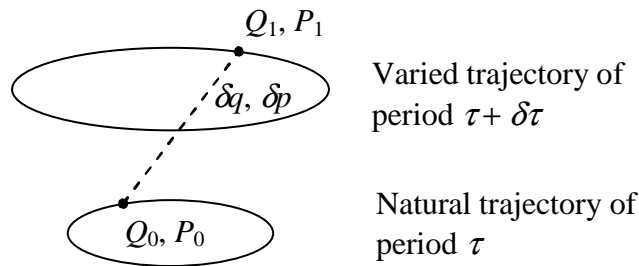 Q₁, P₁
Varied trajectory of
δq, δp
period τ + δτ
Natural trajectory of
Q₀, P₀
period τ